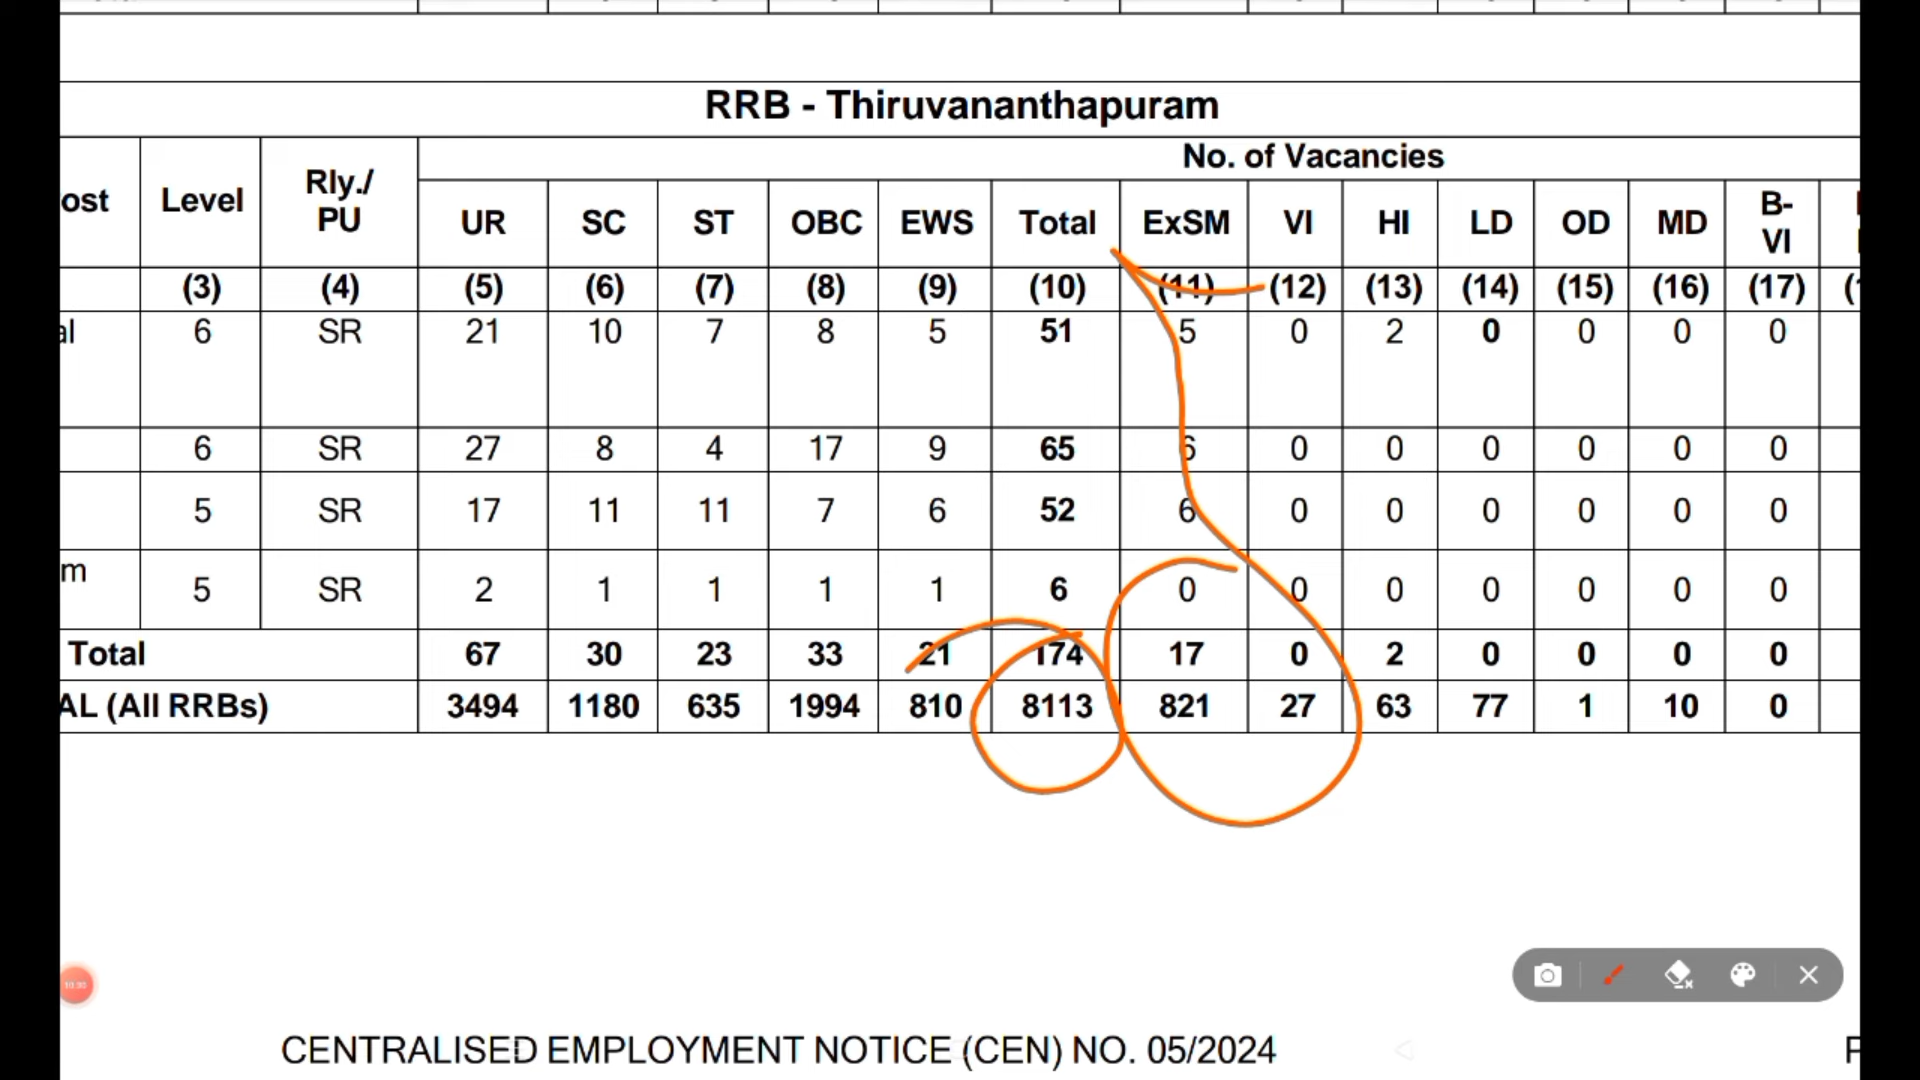 RRB - Thiruvananthapuram
No. of Vacancies
ost Level Rly./ PU UR SC ST OBC EWS Total ExSM VI HI LD OD MD B- VI
(3) (4) (5) (6) (7) (8) (9) (10) (11) (12) (13) (14) (15) (16) (17)
al 6 SR 21 10 7 8 5 51 5 0 2 0 0 0 0
6 SR 27 8 4 17 9 65 6 0 0 0 0 0 0
5 SR 17 11 11 7 6 52 6 0 0 0 0 0 0
m 5 SR 2 1 1 1 1 6 0 0 0 0 0 0 0
Total 67 30 23 33 21 174 17 0 2 0 0 0 0
AL (All RRBs) 3494 1180 635 1994 810 8113 821 27 63 77 1 10 0
10:30
CENTRALISED EMPLOYMENT NOTICE (CEN) NO. 05/2024